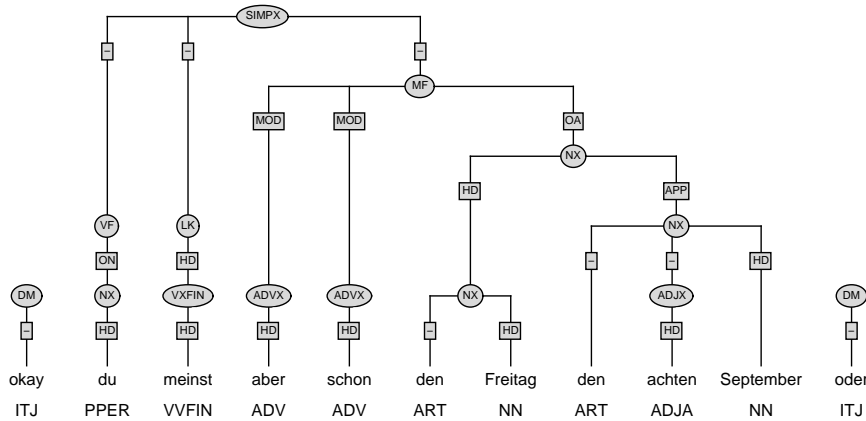 SIMPX
– – –
MF
MOD MOD OA
NX
HD APP
VF LK NX
ON HD – – HD
DM NX VXFIN ADVX ADVX NX ADJX DM
– HD HD HD HD – HD HD –
okay du meinst aber schon den Freitag den achten September oder
ITJ PPER VVFIN ADV ADV ART NN ART ADJA NN ITJ